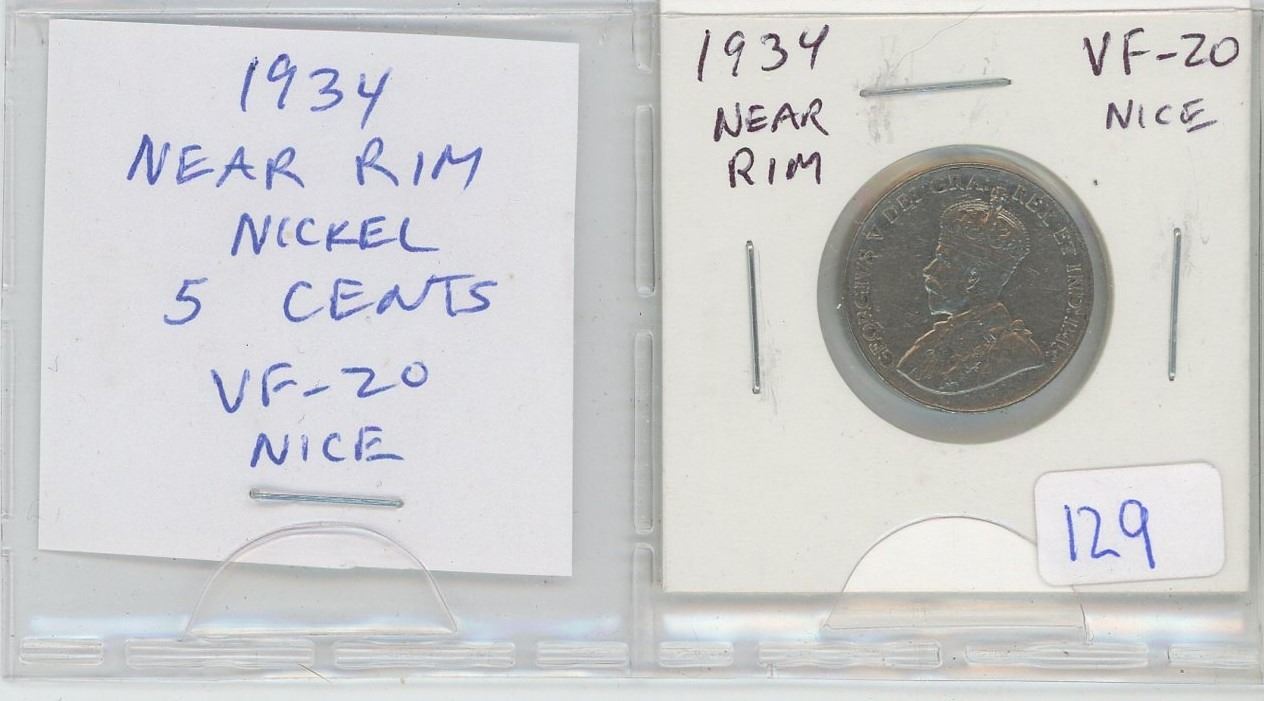 1934
NEAR RIM
NICKEL
5 CENTS
VF-20
NICE
1934
NEAR
RIM
VF-20
NICE
GEORGIVS V DEI GRA: REX ET IND: IMP:
129